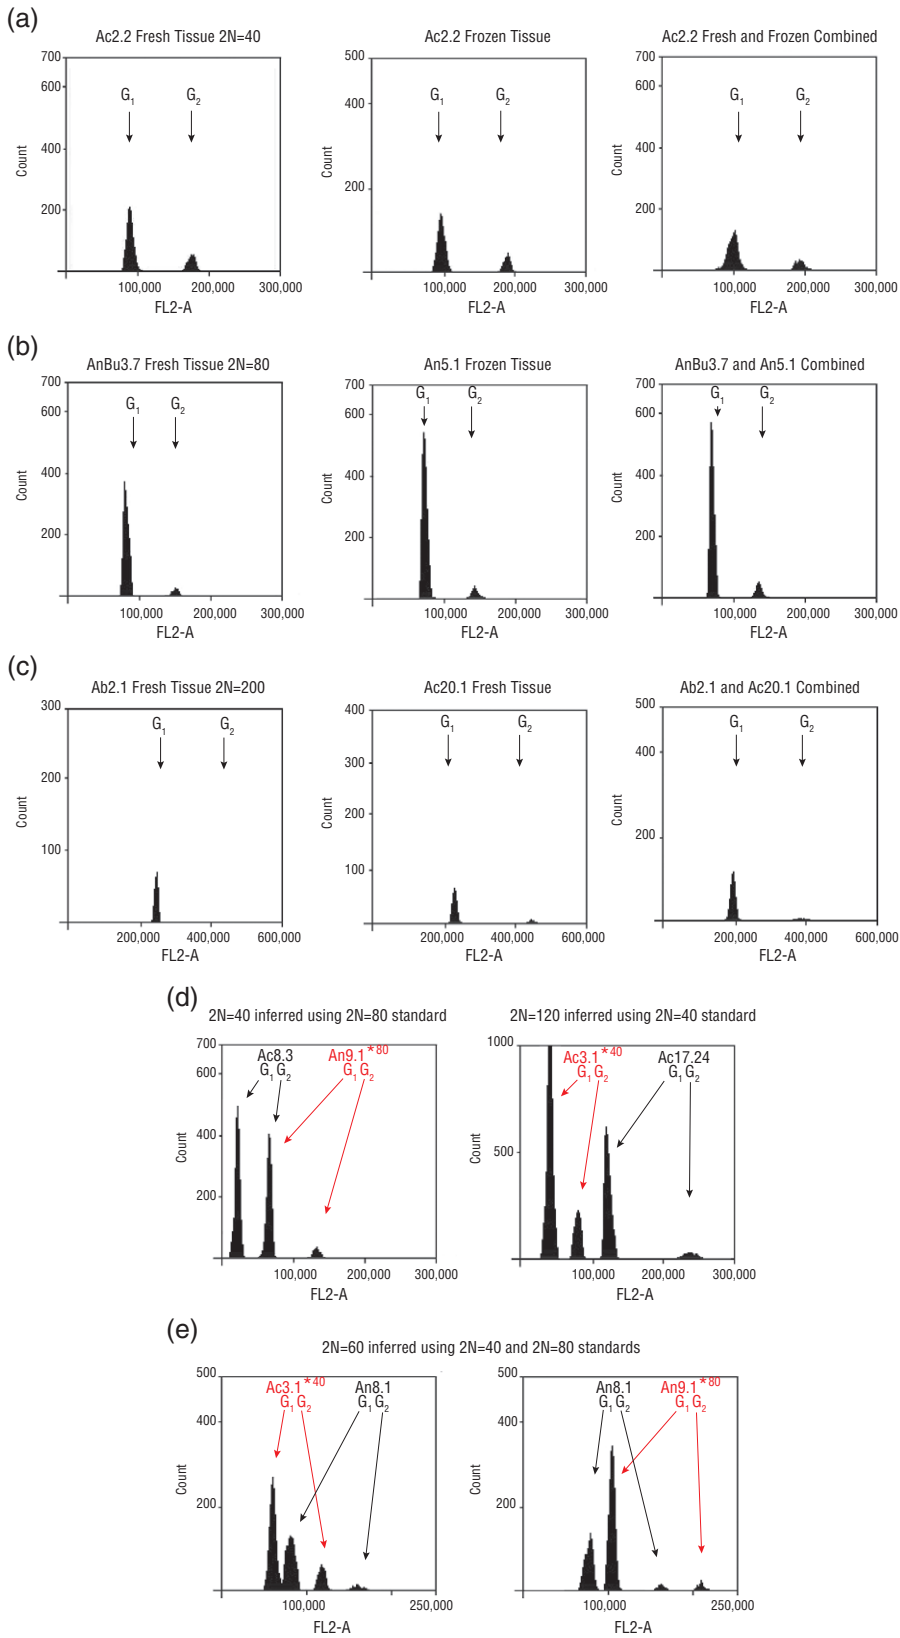 (a)
Ac2.2 Fresh Tissue 2N=40
700
600
400
200
Count
G1
G2
100,000
200,000
300,000
FL2-A
Ac2.2 Frozen Tissue
500
400
200
Count
G1
G2
100,000
200,000
300,000
FL2-A
Ac2.2 Fresh and Frozen Combined
700
600
400
200
Count
G1
G2
100,000
200,000
300,000
FL2-A
(b)
AnBu3.7 Fresh Tissue 2N=80
700
600
400
200
Count
G1
G2
100,000
200,000
300,000
FL2-A
An5.1 Frozen Tissue
700
600
400
200
Count
G1
G2
100,000
200,000
300,000
FL2-A
AnBu3.7 and An5.1 Combined
700
600
400
200
Count
G1
G2
100,000
200,000
300,000
FL2-A
(c)
Ab2.1 Fresh Tissue 2N=200
300
200
100
Count
G1
G2
200,000
400,000
600,000
FL2-A
Ac20.1 Fresh Tissue
400
300
200
100
Count
G1
G2
200,000
400,000
600,000
FL2-A
Ab2.1 and Ac20.1 Combined
500
400
200
Count
G1
G2
200,000
400,000
600,000
FL2-A
(d)
2N=40 inferred using 2N=80 standard
700
600
400
200
Count
Ac8.3
G1 G2
An9.1*80
G1 G2
100,000
200,000
300,000
FL2-A
2N=120 inferred using 2N=40 standard
1000
500
Count
Ac3.1*40
G1 G2
Ac17.24
G1 G2
100,000
200,000
300,000
FL2-A
(e)
2N=60 inferred using 2N=40 and 2N=80 standards
500
400
200
Count
Ac3.1*40
G1 G2
An8.1
G1 G2
100,000
250,000
FL2-A
500
400
200
Count
An8.1
G1 G2
An9.1*80
G1 G2
100,000
250,000
FL2-A